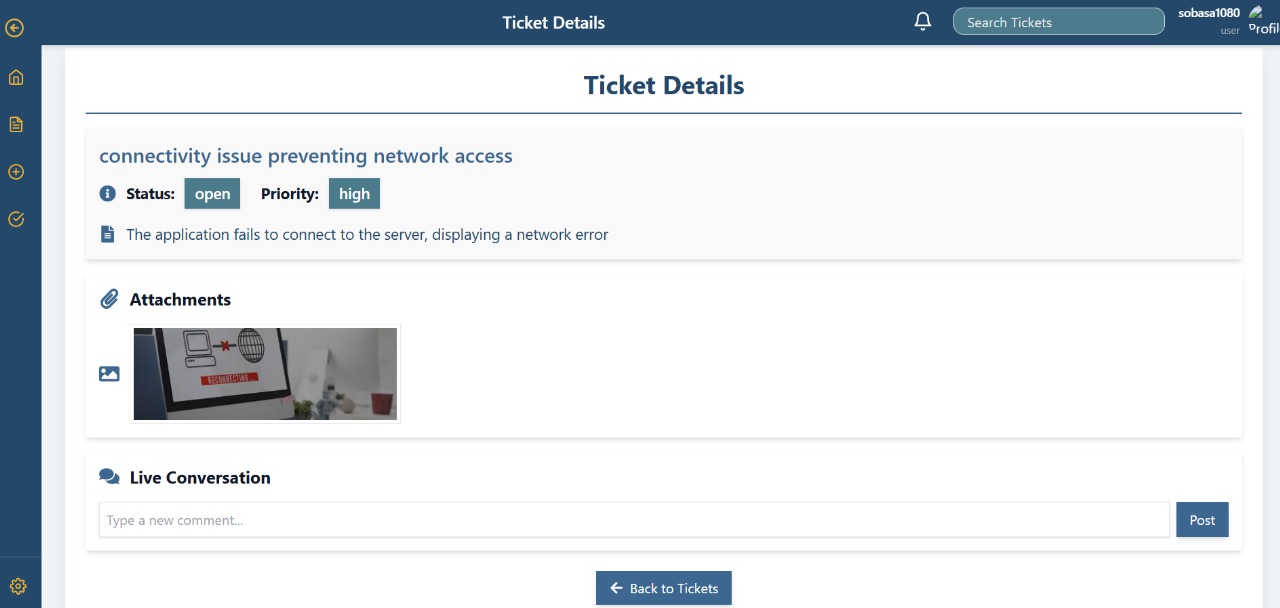 Ticket Details
Search Tickets
sobasa1080
user
Profil
Ticket Details
connectivity issue preventing network access
Status: open Priority: high
The application fails to connect to the server, displaying a network error
Attachments
RECONNECTING
Live Conversation
Type a new comment...
Post
Back to Tickets